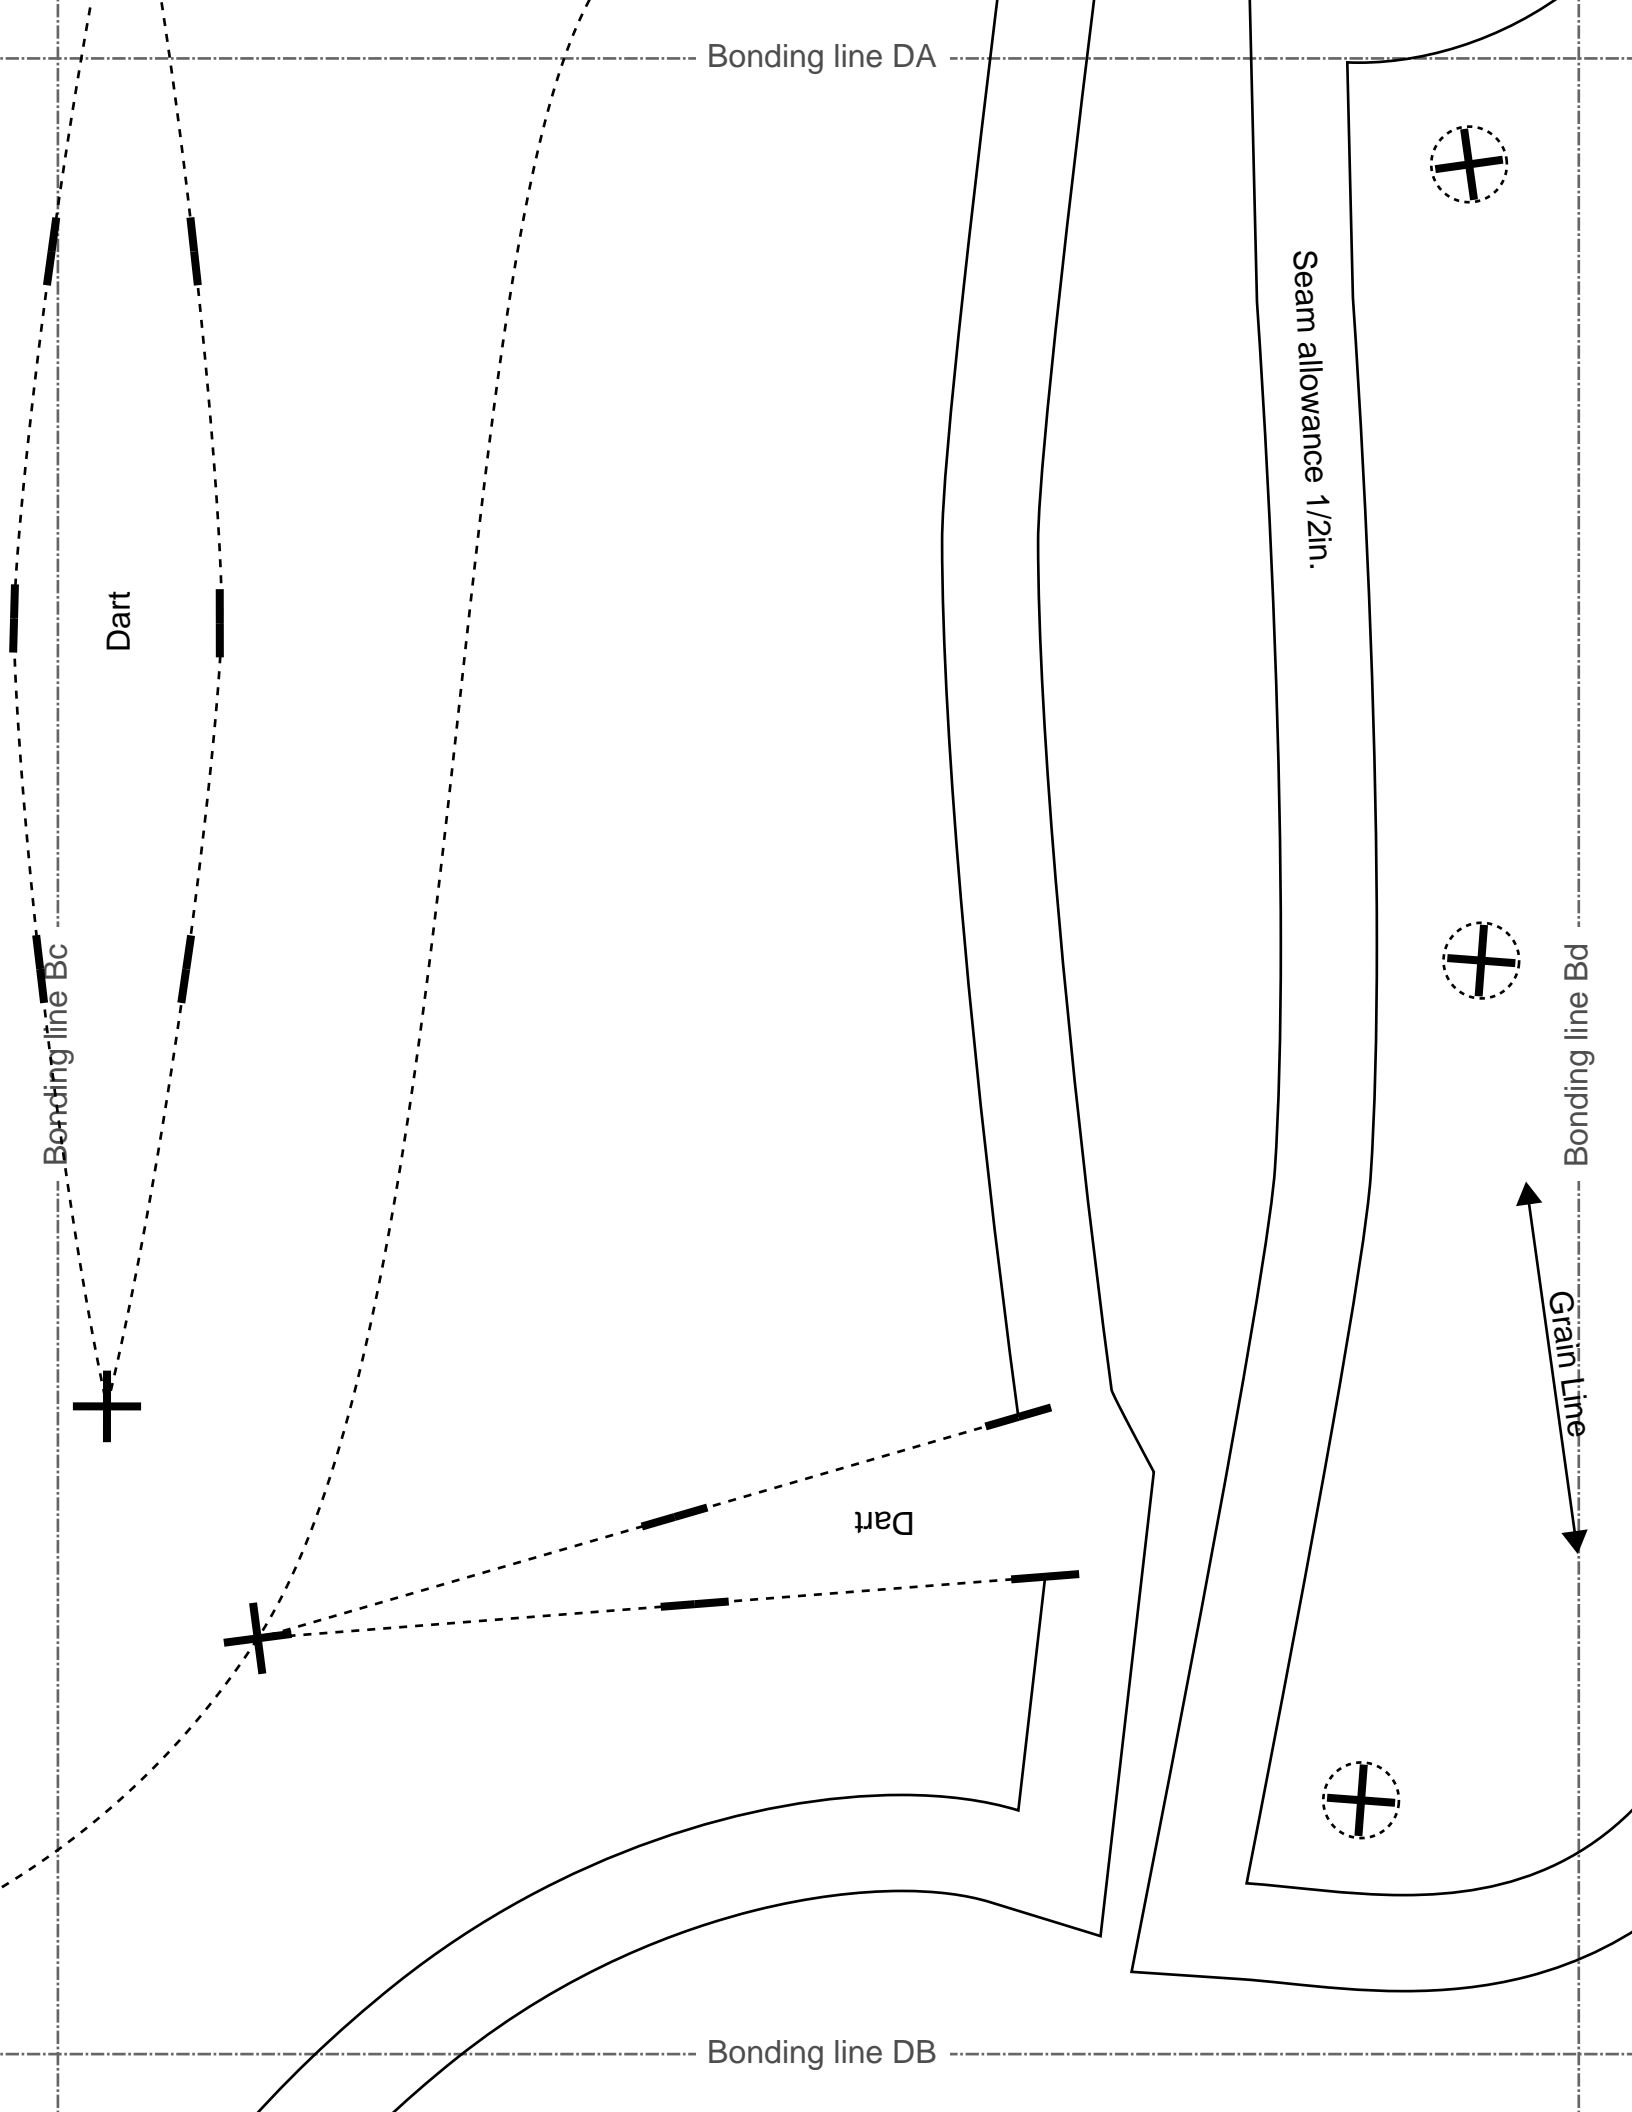 Bonding line DA
Seam allowance 1/2in.
Dart
Bonding line Bc
Bonding line Bd
Grain Line
Dart
Bonding line DB